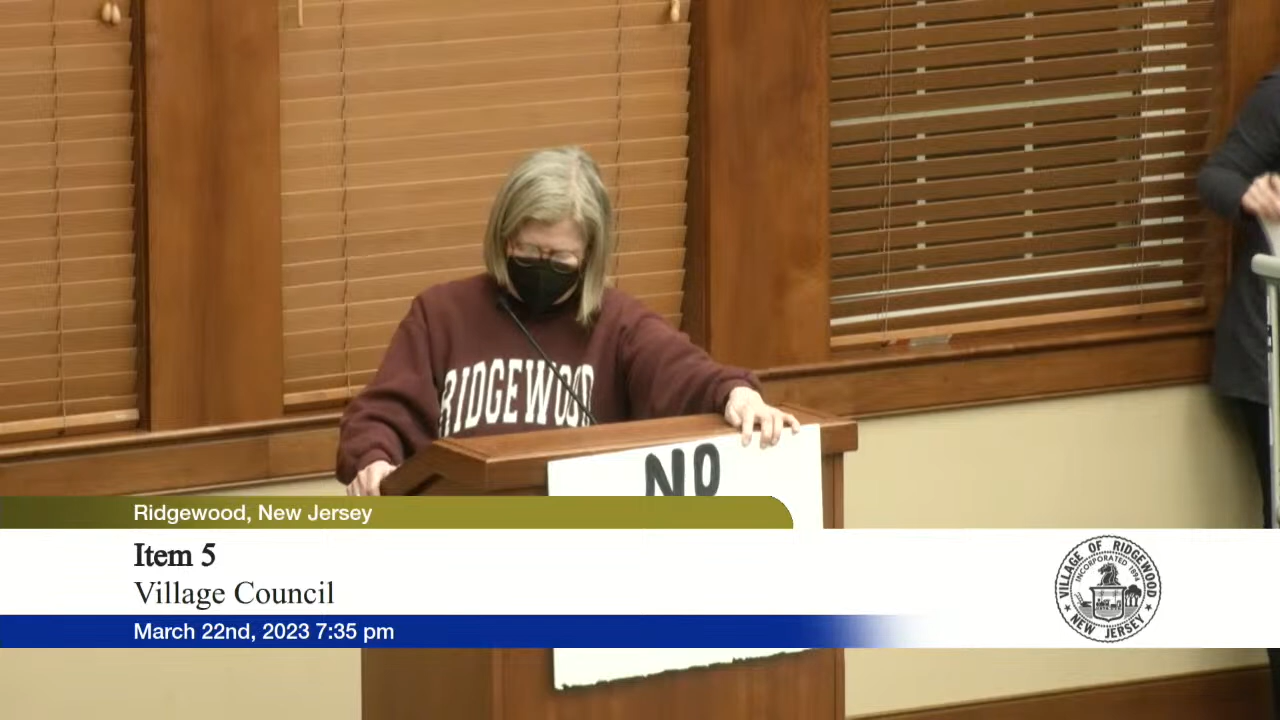 RIDGEWOOD
NO
Ridgewood, New Jersey
Item 5
Village Council
March 22nd, 2023 7:35 pm
VILLAGE OF RIDGEWOOD
INCORPORATED 1894
NEW JERSEY